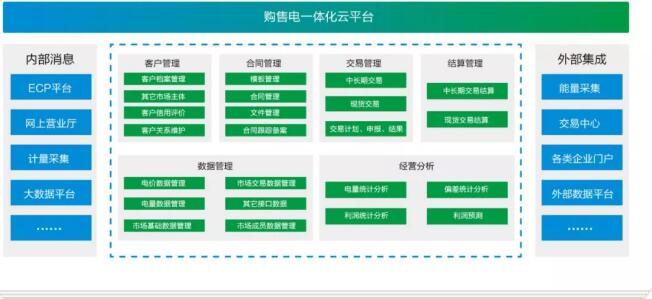 购售电一体化云平台
内部消息
ECP平台
网上营业厅
计量采集
大数据平台
······
客户管理
客户档案管理
其它市场主体
客户信用评价
客户关系维护
合同管理
模板管理
合同管理
文件管理
合同跟踪备案
交易管理
中长期交易
现货交易
交易计划、申报、结果
结算管理
中长期交易结算
现货交易结算
数据管理
电价数据管理
市场交易数据管理
电量数据管理
其它接口数据
市场基础数据管理
市场成员数据管理
经营分析
电量统计分析
偏差统计分析
利润统计分析
利润预测
外部集成
能量采集
交易中心
各类企业门户
外部数据平台
······